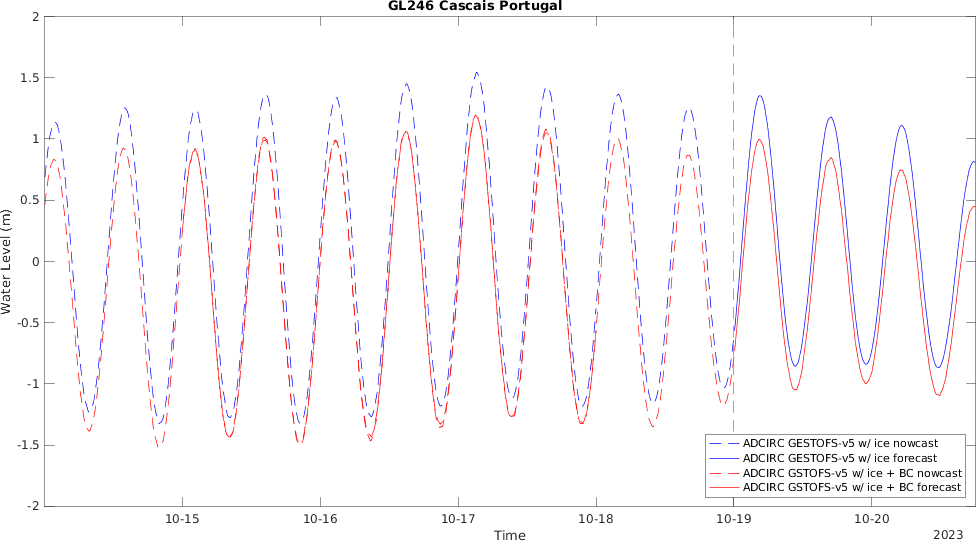 GL246 Cascais Portugal
2
1.5
1
0.5
0
-0.5
-1
-1.5
-2
Water Level (m)
ADCIRC GESTOFS-v5 w/ ice nowcast
ADCIRC GESTOFS-v5 w/ ice forecast
ADCIRC GSTOFS-v5 w/ ice + BC nowcast
ADCIRC GSTOFS-v5 w/ ice + BC forecast
10-15 10-16 10-17 10-18 10-19 10-20
Time
2023